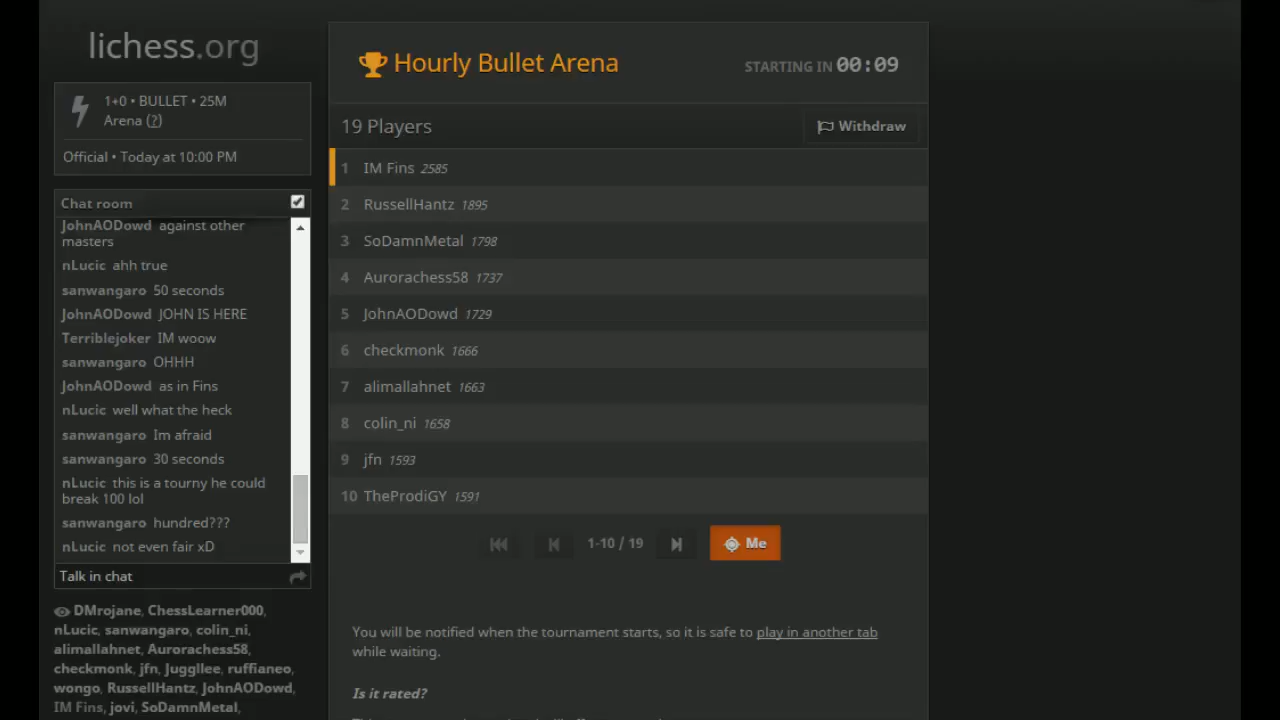 lichess.org
1+0 • BULLET • 25M
Arena (?)
Official • Today at 10:00 PM
Chat room
JohnAODowd against other
masters
nLucic ahh true
sanwangaro 50 seconds
JohnAODowd JOHN IS HERE
Terriblejoker IM woow
sanwangaro OHHH
JohnAODowd as in Fins
nLucic well what the heck
sanwangaro Im afraid
sanwangaro 30 seconds
nLucic this is a tourny he could
break 100 lol
sanwangaro hundred???
nLucic not even fair xD
Talk in chat
DMrojane, ChessLearner000,
nLucic, sanwangaro, colin_ni,
alimallahnet, Aurorachess58,
checkmonk, jfn, Juggllee, ruffianeo,
wongo, RussellHantz, JohnAODowd,
IM Fins, jovi, SoDamnMetal,
Hourly Bullet Arena
STARTING IN 00:09
19 Players
Withdraw
1 IM Fins 2585
2 RussellHantz 1895
3 SoDamnMetal 1798
4 Aurorachess58 1737
5 JohnAODowd 1729
6 checkmonk 1666
7 alimallahnet 1663
8 colin_ni 1658
9 jfn 1593
10 TheProdiGY 1591
1-10 / 19
Me
You will be notified when the tournament starts, so it is safe to play in another tab
while waiting.
Is it rated?